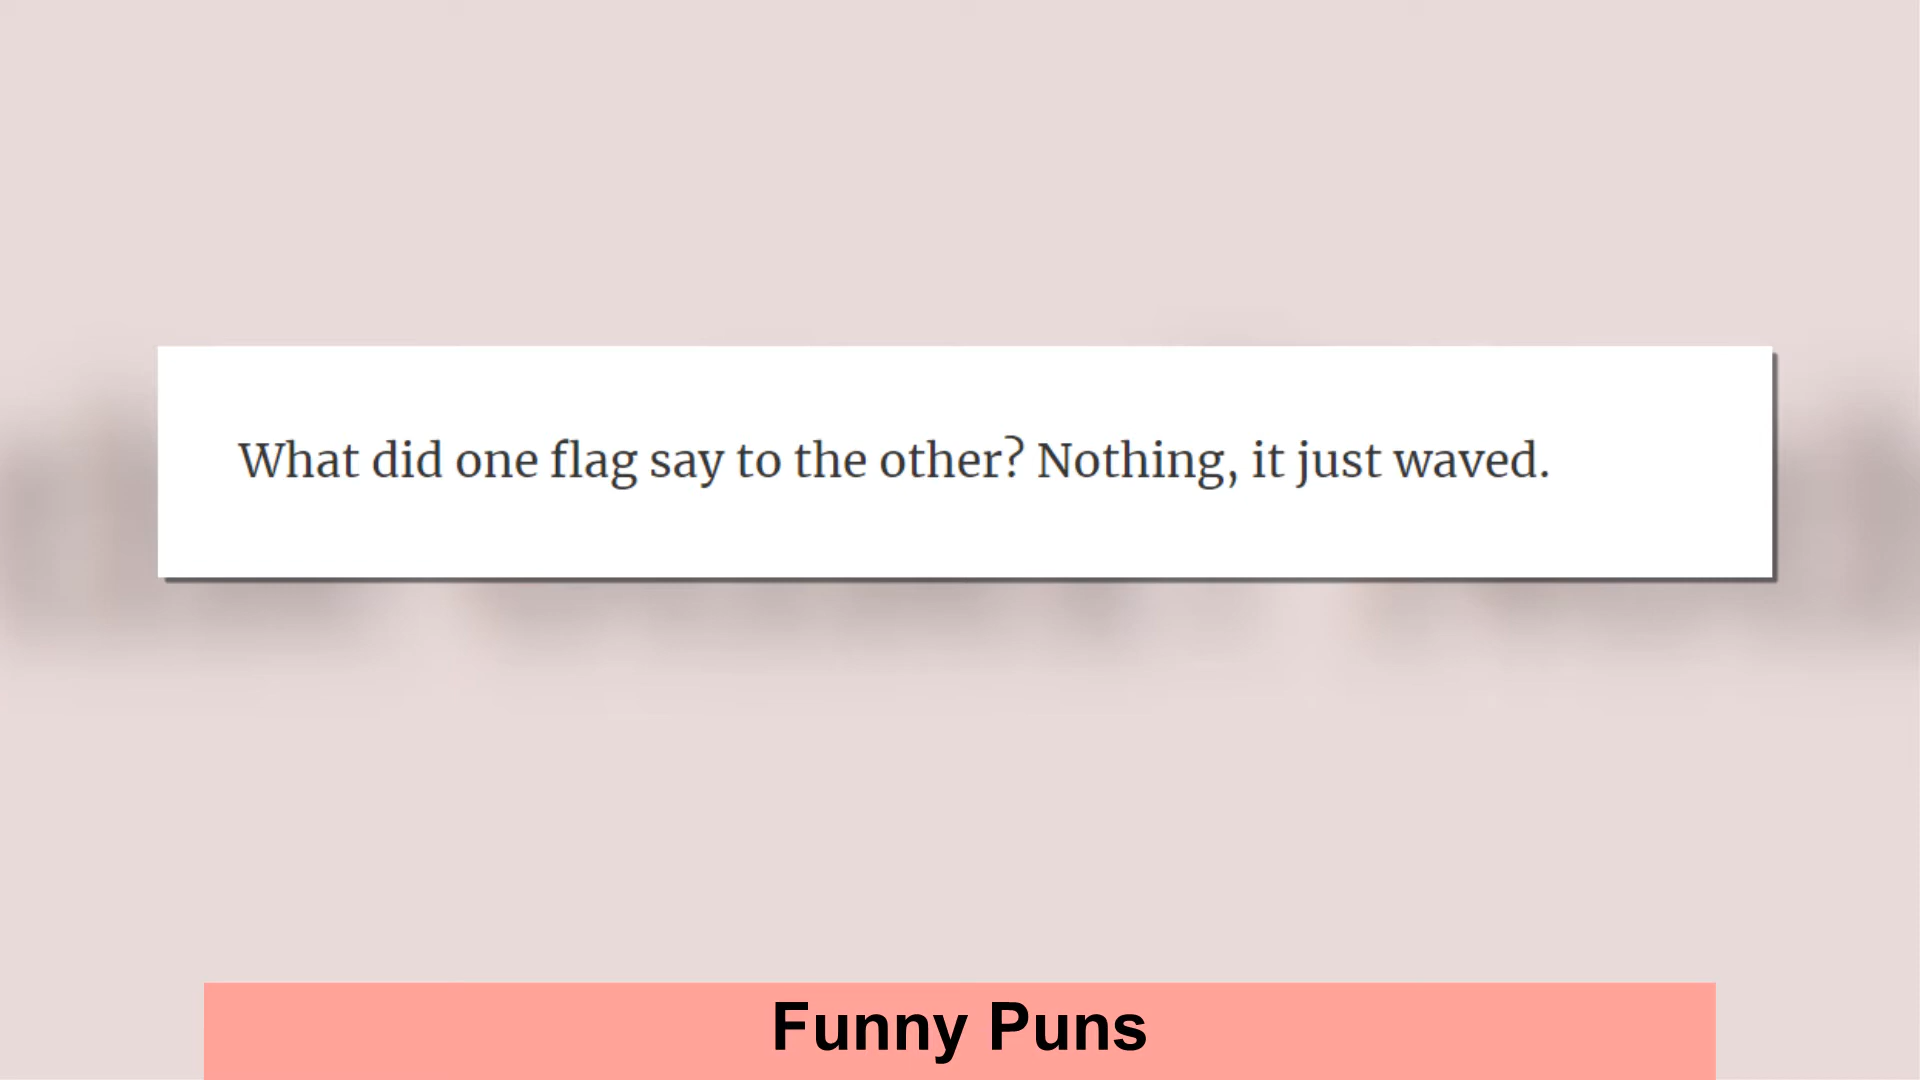 What did one flag say to the other? Nothing, it just waved.
Funny Puns